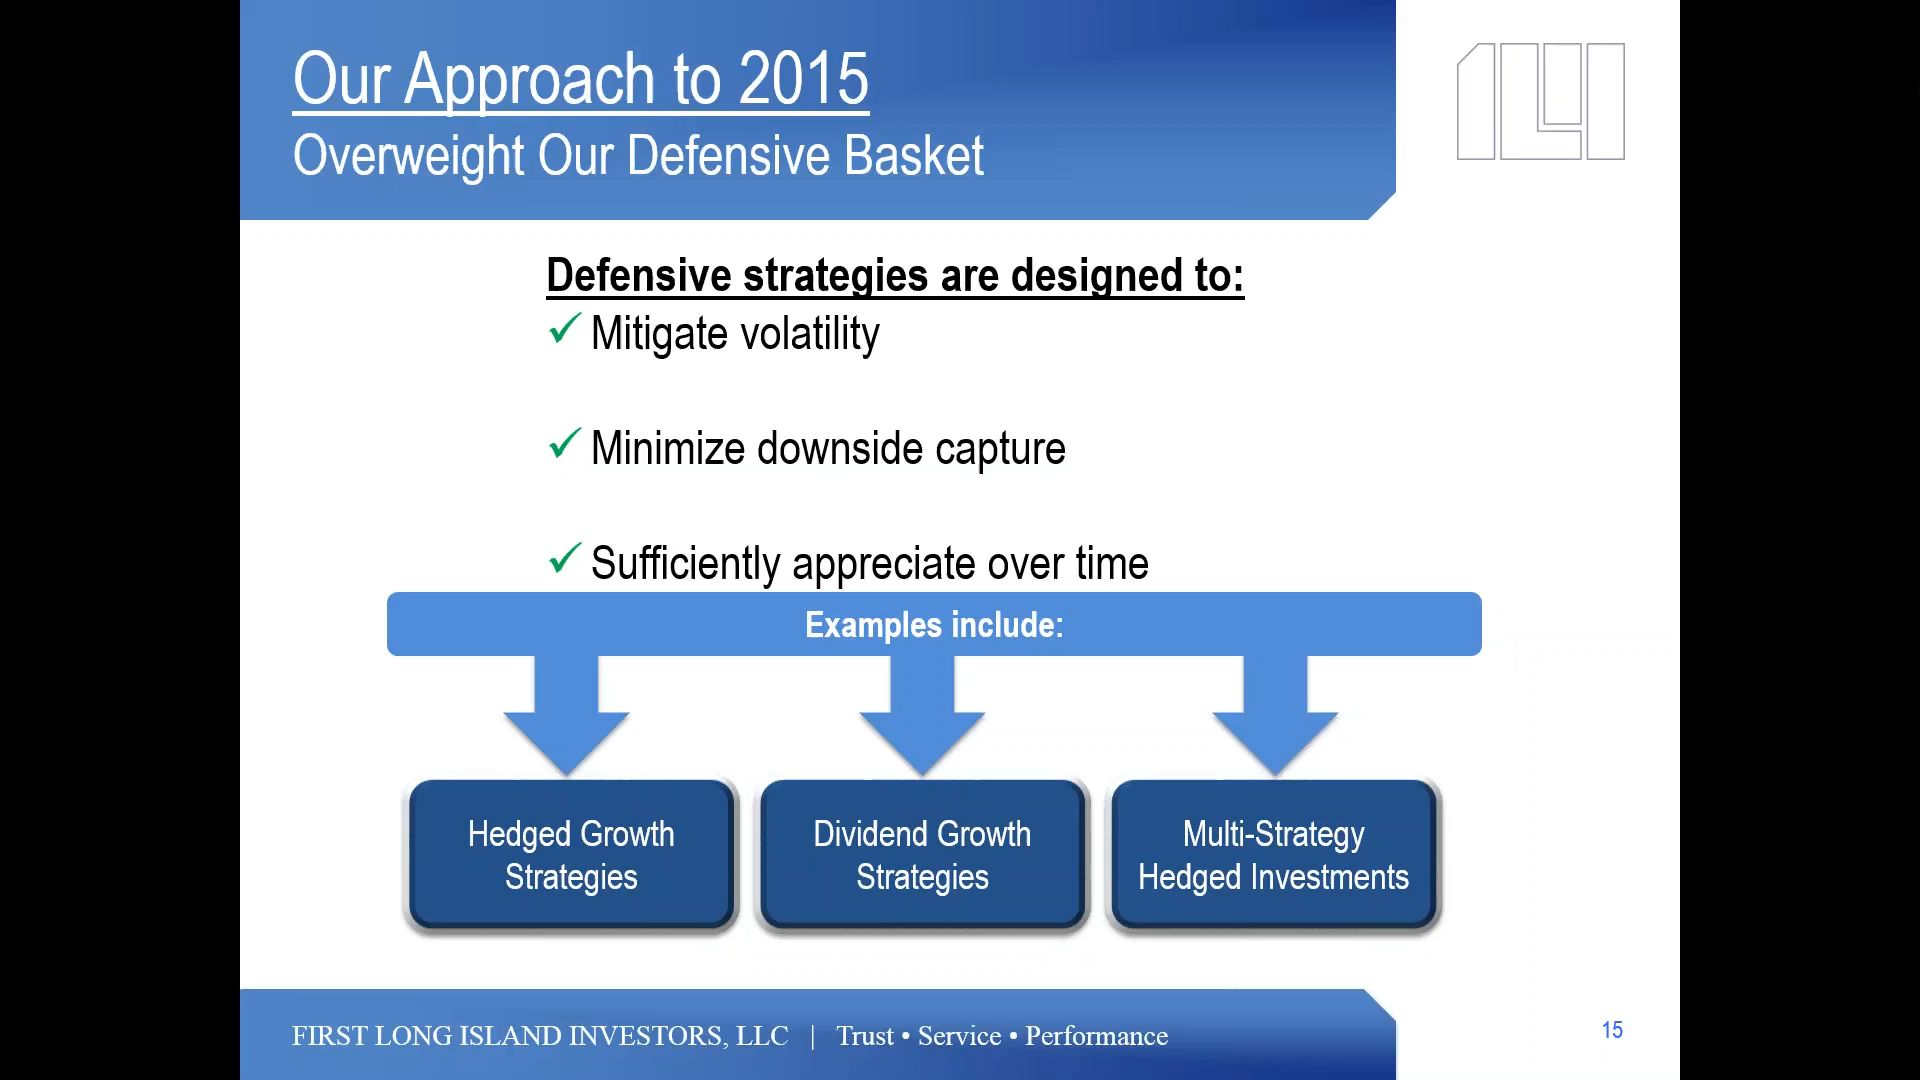 Our Approach to 2015
Overweight Our Defensive Basket
Defensive strategies are designed to:
✓ Mitigate volatility
✓ Minimize downside capture
✓ Sufficiently appreciate over time
Examples include:
Hedged Growth
Strategies
Dividend Growth
Strategies
Multi-Strategy
Hedged Investments
FIRST LONG ISLAND INVESTORS, LLC | Trust • Service • Performance
15